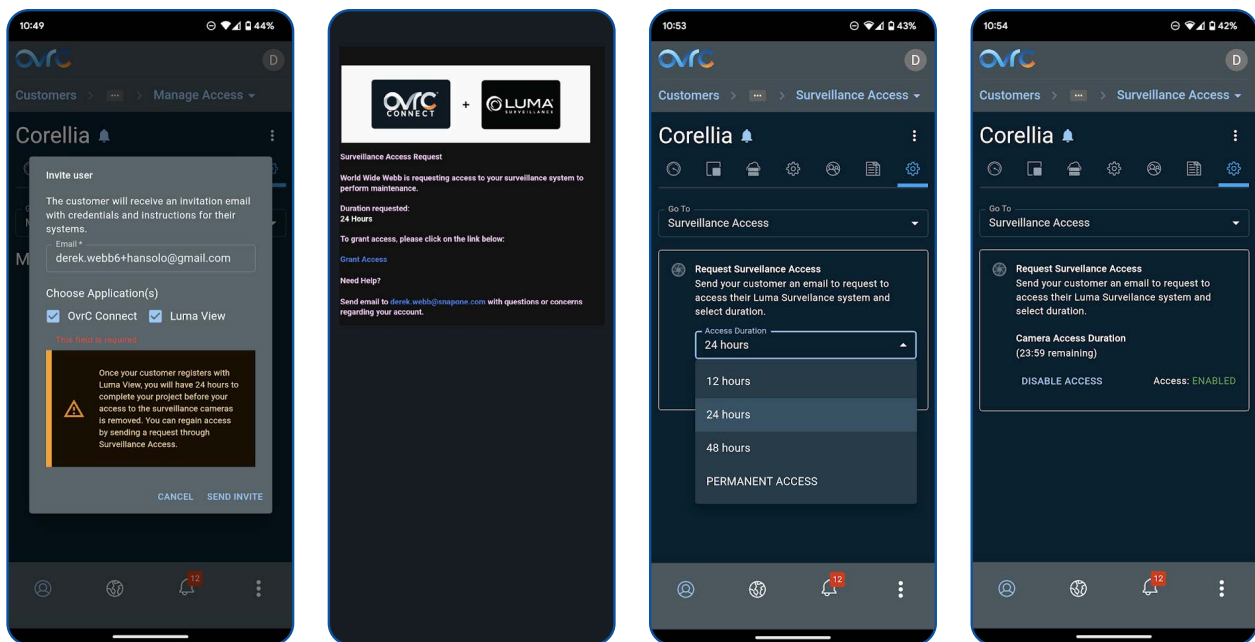 10:49
44%
ovrc
D
Customers > ... > Manage Access
Corellia
Invite user
The customer will receive an invitation email
with credentials and instructions for their
systems.
Email *
derek.webb6+hansolo@gmail.com
Choose Application(s)
OvrC Connect
Luma View
This field is required
Once your customer registers with
Luma View, you will have 24 hours to
complete your project before your
access to the surveillance cameras
is removed. You can regain access
by sending a request through
Surveillance Access.
CANCEL
SEND INVITE
12
OVRC
CONNECT
+
LUMA
SURVEILLANCE
Surveillance Access Request
World Wide Webb is requesting access to your surveillance system to
perform maintenance.
Duration requested:
24 Hours
To grant access, please click on the link below:
Grant Access
Need Help?
Send email to derek.webb@snapone.com with questions or concerns
regarding your account.
10:53
43%
ovrc
D
Customers > ... > Surveillance Access
Corellia
Go To
Surveillance Access
Request Surveillance Access
Send your customer an email to request to
access their Luma Surveillance system and
select duration.
Access Duration
24 hours
12 hours
24 hours
48 hours
PERMANENT ACCESS
12
10:54
42%
ovrc
D
Customers > ... > Surveillance Access
Corellia
Go To
Surveillance Access
Request Surveillance Access
Send your customer an email to request to
access their Luma Surveillance system and
select duration.
Camera Access Duration
(23:59 remaining)
DISABLE ACCESS
Access: ENABLED
12